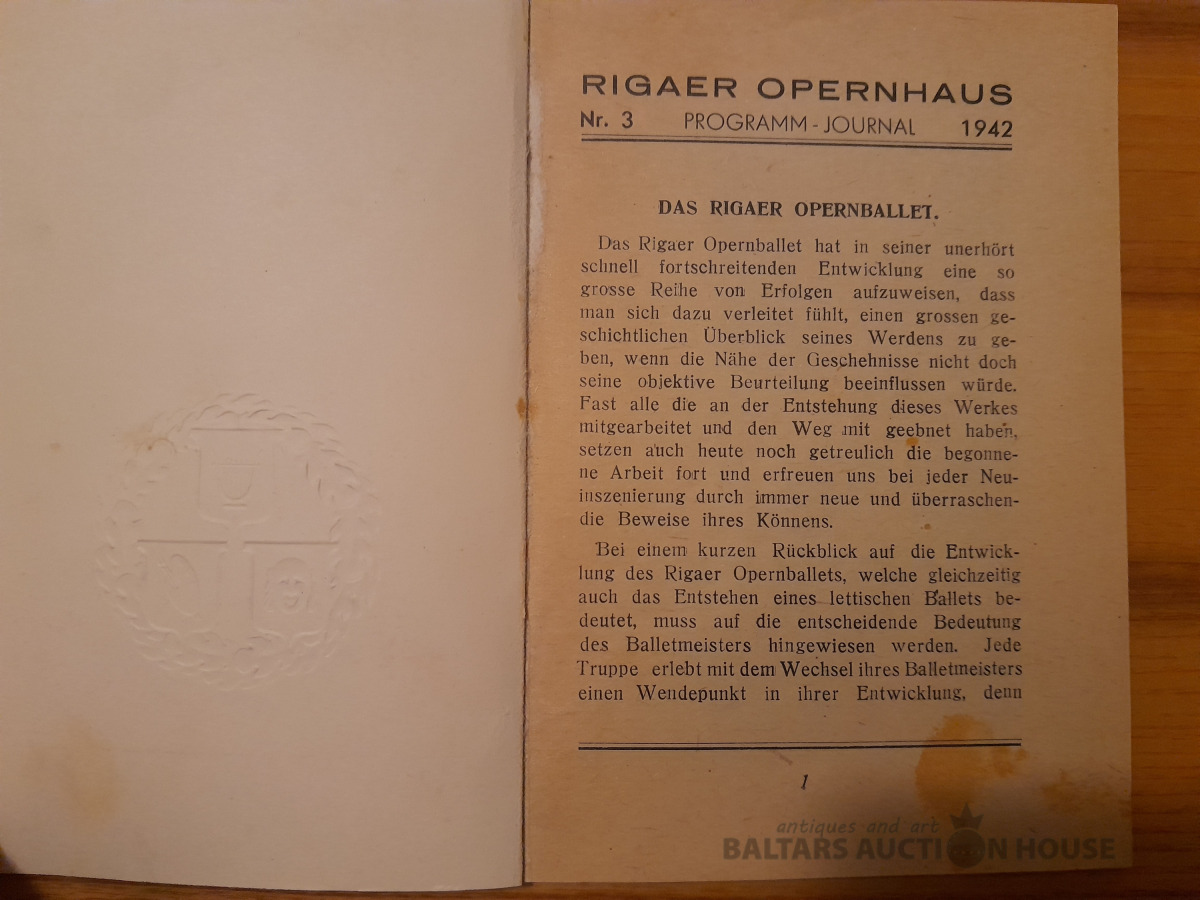 RIGAER OPERNHAUS
Nr. 3 PROGRAMM-JOURNAL 1942
DAS RIGAER OPERNBALLET.
Das Rigaer Opernballet hat in seiner unerhört
schnell fortschreitenden Entwicklung eine so
grosse Reihe von Erfolgen aufzuweisen, dass
man sich dazu verleitet fühlt, einen grossen ge-
schichtlichen Überblick seines Werdens zu ge-
ben, wenn die Nähe der Geschehnisse nicht doch
seine objektive Beurteilung beeinflussen würde.
Fast alle die an der Entstehung dieses Werkes
mitgearbeitet und den Weg mit geebnet haben,
setzen auch heute noch getreulich die begonne-
ne Arbeit fort und erfreuen uns bei jeder Neu-
inszenierung durch immer neue und überraschen-
die Beweise ihres Könnens.
Bei einem kurzen Rückblick auf die Entwick-
lung des Rigaer Opernballets, welche gleichzeitig
auch das Entstehen eines lettischen Ballets be-
deutet, muss auf die entscheidende Bedeutung
des Balletmeisters hingewiesen werden. Jede
Truppe erlebt mit dem Wechsel ihres Balletmeisters
einen Wendepunkt in ihrer Entwicklung, denn
1
antiques and art
BALTARS AUCTION HOUSE